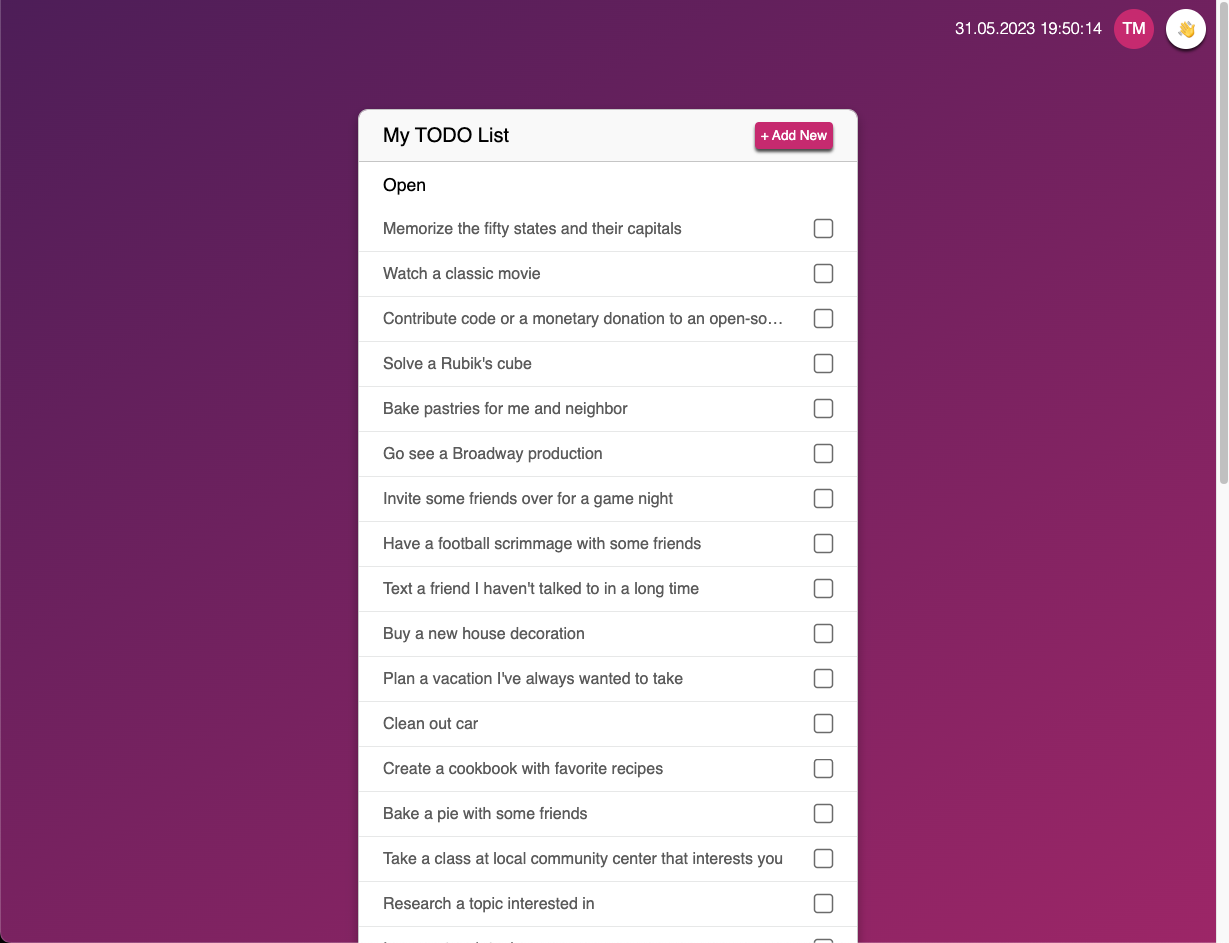 31.05.2023 19:50:14 TM
My TODO List + Add New
Open
Memorize the fifty states and their capitals
Watch a classic movie
Contribute code or a monetary donation to an open-so…
Solve a Rubik's cube
Bake pastries for me and neighbor
Go see a Broadway production
Invite some friends over for a game night
Have a football scrimmage with some friends
Text a friend I haven't talked to in a long time
Buy a new house decoration
Plan a vacation I've always wanted to take
Clean out car
Create a cookbook with favorite recipes
Bake a pie with some friends
Take a class at local community center that interests you
Research a topic interested in